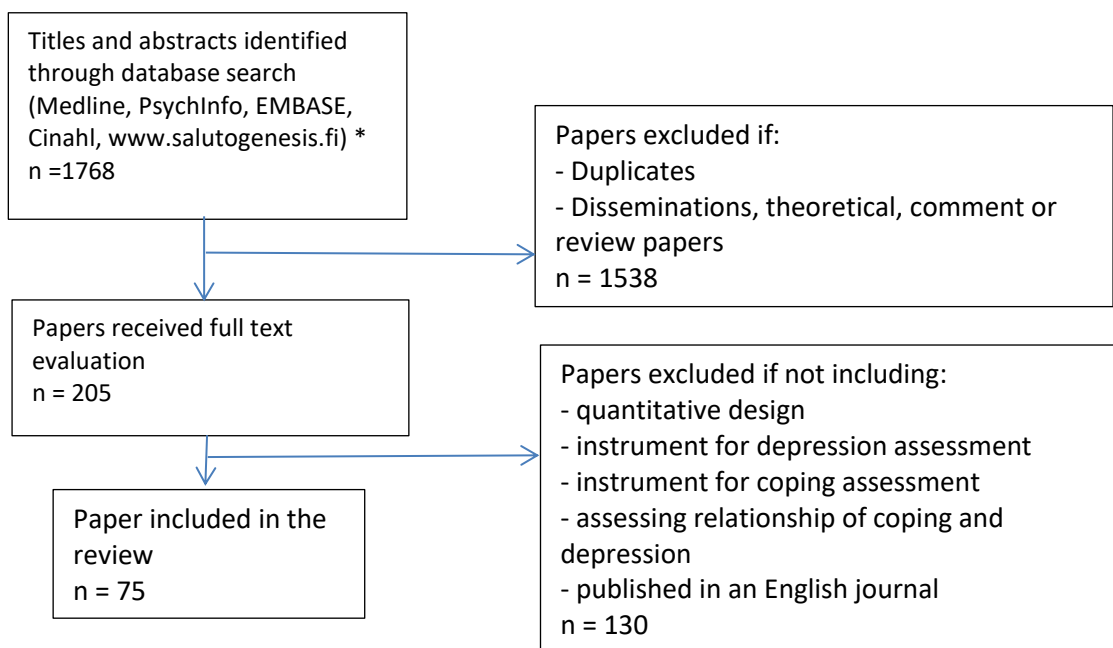 Titles and abstracts identified
through database search
(Medline, PsychInfo, EMBASE,
Cinahl, www.salutogenesis.fi) *
n =1768
Papers excluded if:
- Duplicates
- Disseminations, theoretical, comment or
review papers
n = 1538
Papers received full text
evaluation
n = 205
Papers excluded if not including:
- quantitative design
- instrument for depression assessment
- instrument for coping assessment
- assessing relationship of coping and
depression
- published in an English journal
n = 130
Paper included in the
review
n = 75